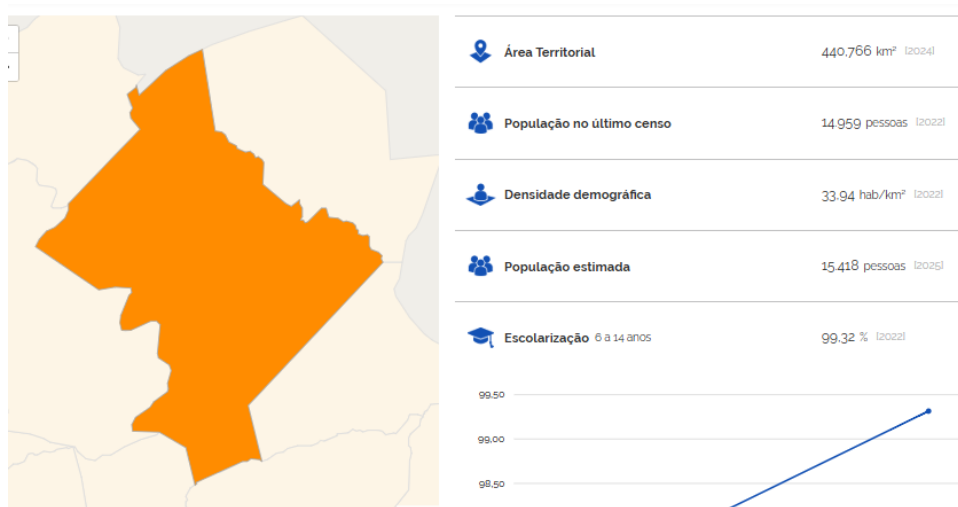 Área Territorial 440,766 km² [2024]
População no último censo 14.959 pessoas [2022]
Densidade demográfica 33,94 hab/km² [2022]
População estimada 15.418 pessoas [2025]
Escolarização 6 a 14 anos 99,32 % [2022]
99,50
99,00
98,50